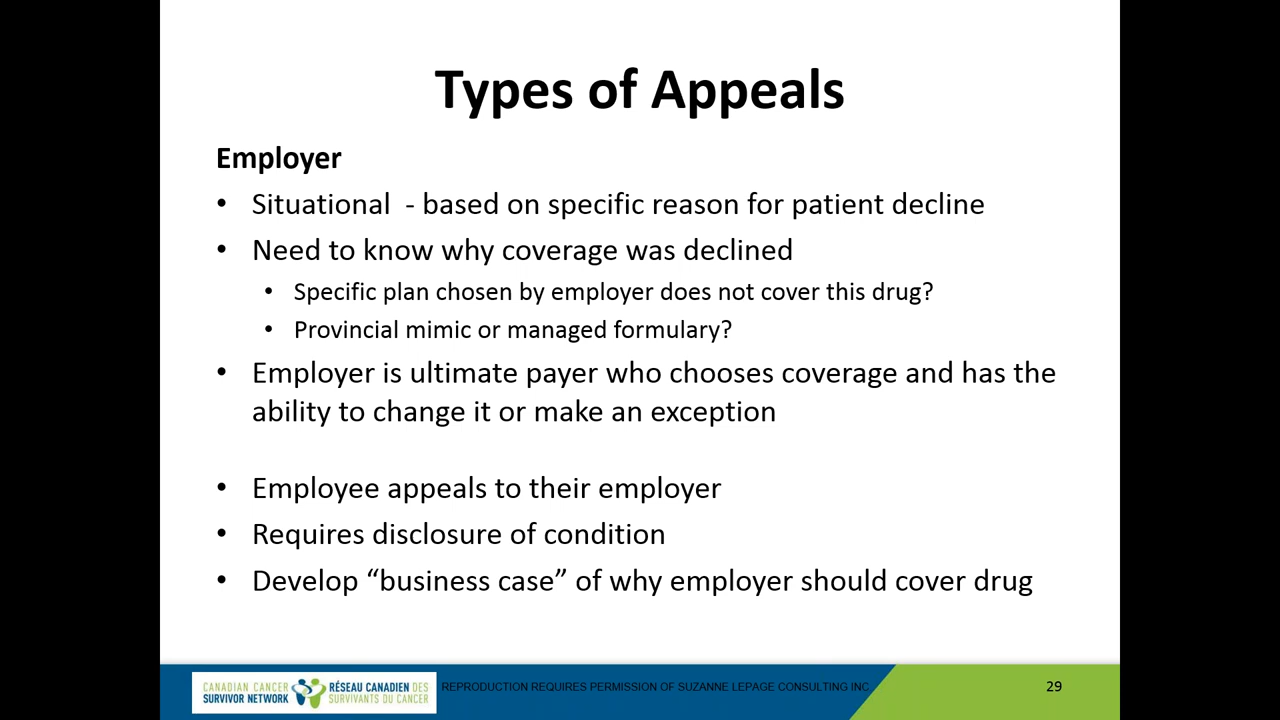 Types of Appeals
Employer
• Situational  - based on specific reason for patient decline
• Need to know why coverage was declined
• Specific plan chosen by employer does not cover this drug?
• Provincial mimic or managed formulary?
• Employer is ultimate payer who chooses coverage and has the
ability to change it or make an exception
• Employee appeals to their employer
• Requires disclosure of condition
• Develop “business case” of why employer should cover drug
CANADIAN CANCER
SURVIVOR NETWORK
RÉSEAU CANADIEN DES
SURVIVANTS DU CANCER
REPRODUCTION REQUIRES PERMISSION OF SUZANNE LEPAGE CONSULTING INC.
29